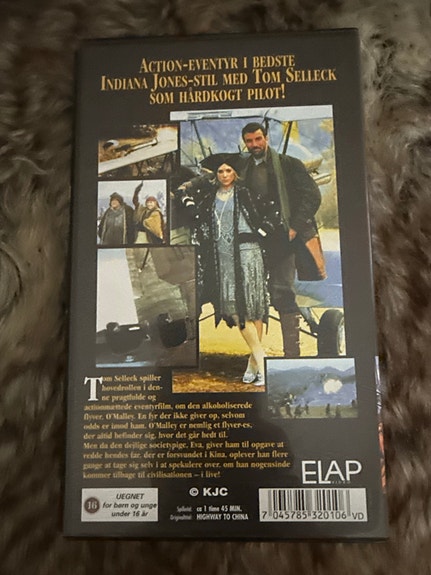 ACTION-EVENTYR I BEDSTE
INDIANA JONES-STIL MED TOM SELLECK
SOM HÅRDKOGT PILOT!
Tom Selleck spiller
hovedrollen i den-
ne pragtfulde og
actionmættede eventyrfilm, om den alkoholiserede
flyver, O'Malley. En fyr der ikke giver op, selvom
odds er imod ham. O'Malley er nemlig et flyver-es,
der altid befinder sig, hvor det går hedt til.
Men da den dejlige societypige, Eva, giver ham til opgave at
redde hendes far, der er forsvundet i Kina, oplever han flere
gange at tage sig selv i at spekulere over, om han nogensinde
kommer tilbage til civilisationen – i live!
ELAP
VIDEO
© KJC
16
UEGNET
for børn og unge
under 16 år
Spilletid: ca 1 time 45 MIN.
Originaltitel: HIGHWAY TO CHINA
7 045785 320106 VD